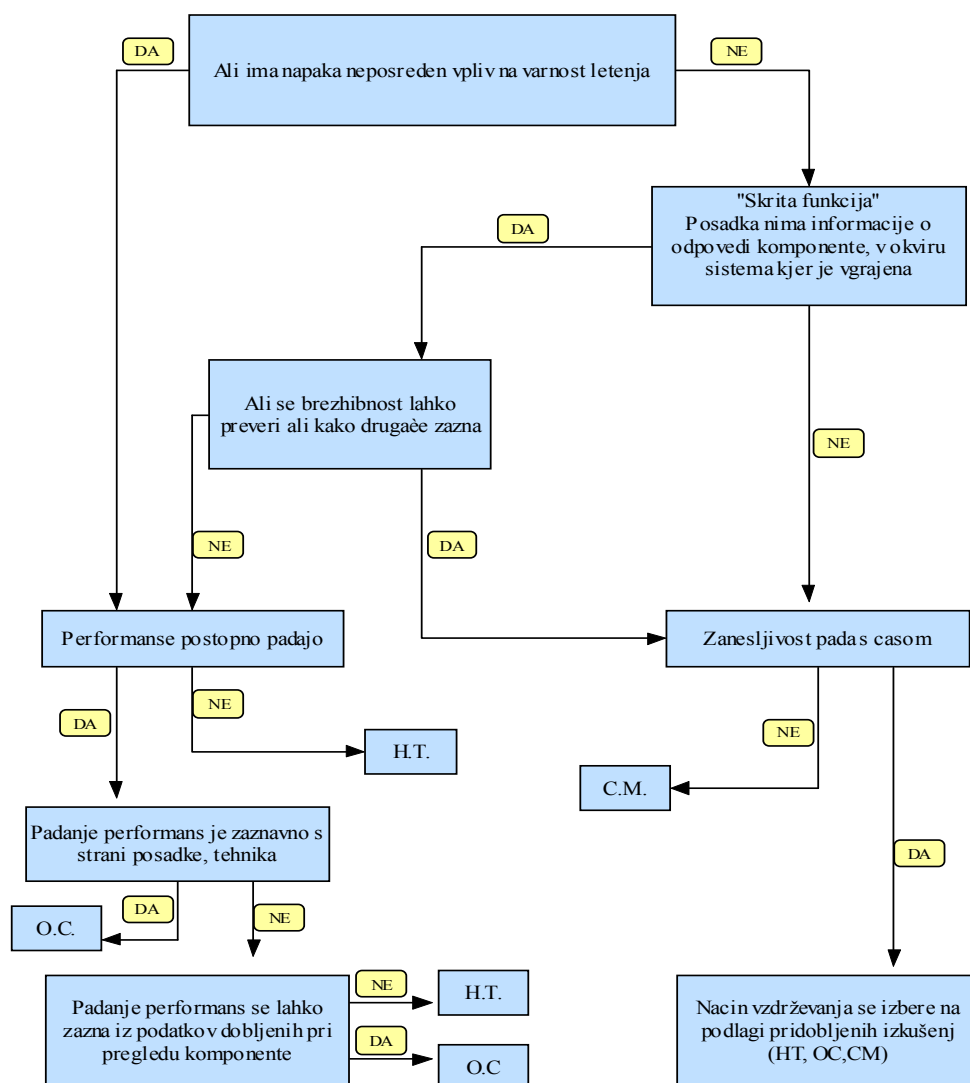 DA
NE
Ali ima napaka neposreden vpliv na varnost letenja
"Skrita funkcija"
Posadka nima informacije o
odpovedi komponente, v okviru
sistema kjer je vgrajena
DA
Ali se brezhibnost lahko
preveri ali kako drugaèe zazna
NE
NE
DA
Performanse postopno padajo
Zanesljivost pada s casom
NE
DA
NE
H.T.
C.M.
Padanje performans je zaznavno s
strani posadke, tehnika
DA
DA
NE
O.C.
Padanje performans se lahko
zazna iz podatkov dobljenih pri
pregledu komponente
NE
H.T.
DA
O.C
Nacin vzdrževanja se izbere na
podlagi pridobljenih izkušenj
(HT, OC,CM)